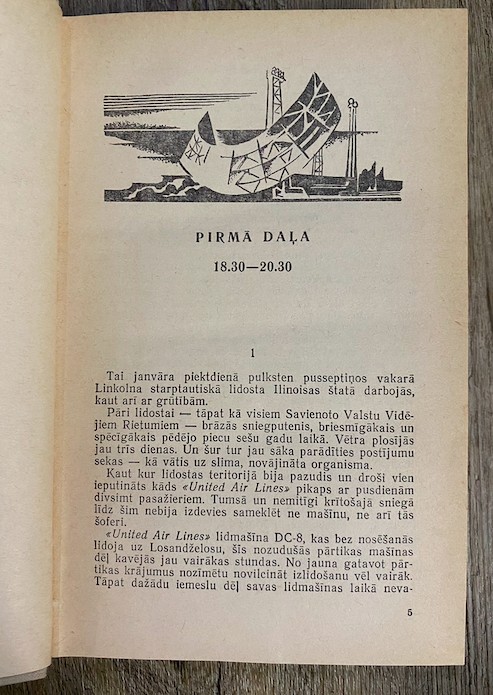 PIRMĀ DAĻA
18.30—20.30
1
Tai janvāra piektdienā pulksten pusseptiņos vakarā
Linkolna starptautiskā lidosta Ilinoisas štatā darbojās,
kaut arī ar grūtībām.
Pāri lidostai — tāpat kā visiem Savienoto Valstu Vidē-
jiem Rietumiem — brāzās sniegputenis, briesmīgākais un
spēcīgākais pēdējo piecu sešu gadu laikā. Vētra plosījās
jau trīs dienas. Un šur tur jau sāka parādīties postījumu
sekas — kā vātis uz slima, novājināta organisma.
Kaut kur lidostas teritorijā bija pazudis un droši vien
ieputināts kāds «United Air Lines» pikaps ar pusdienām
divsimt pasažieriem. Tumsā un nemitīgi krītošajā sniegā
līdz šim nebija izdevies sameklēt ne mašīnu, ne arī tās
šoferi.
«United Air Lines» lidmašīna DC-8, kas bez nosēšanās
lidoja uz Losandželosu, šīs nozudušās pārtikas mašīnas
dēļ kavējās jau vairākas stundas. No jauna gatavot pār-
tikas krājumus nozīmētu novilcināt izlidošanu vēl vairāk.
Tāpat dažādu iemeslu dēļ savas lidmašīnas laikā neva-
5